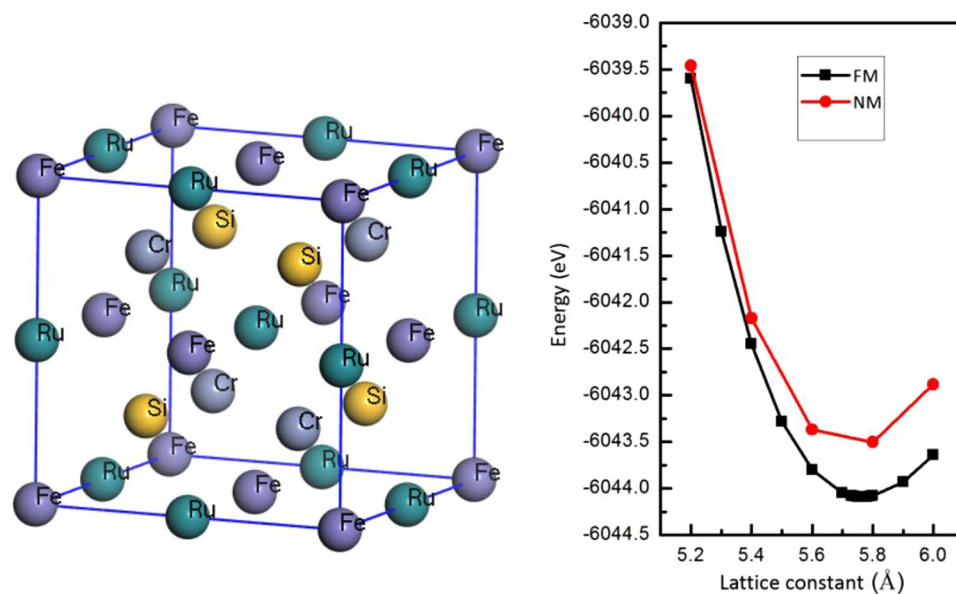 Fe
Ru
Fe
Ru
Fe
Fe
Ru
Ru
Fe
Si
Cr
Cr
Si
Ru
Fe
Fe
Ru
Ru
Fe
Ru
Fe
Ru
Cr
Si
Si
Cr
Fe
Ru
Fe
Ru
Fe
Fe
Ru
Ru
Fe
-6039.0
-6039.5
-6040.0
-6040.5
-6041.0
-6041.5
-6042.0
-6042.5
-6043.0
-6043.5
-6044.0
-6044.5
Energy (eV)
FM
NM
5.2 5.4 5.6 5.8 6.0
Lattice constant (Å)